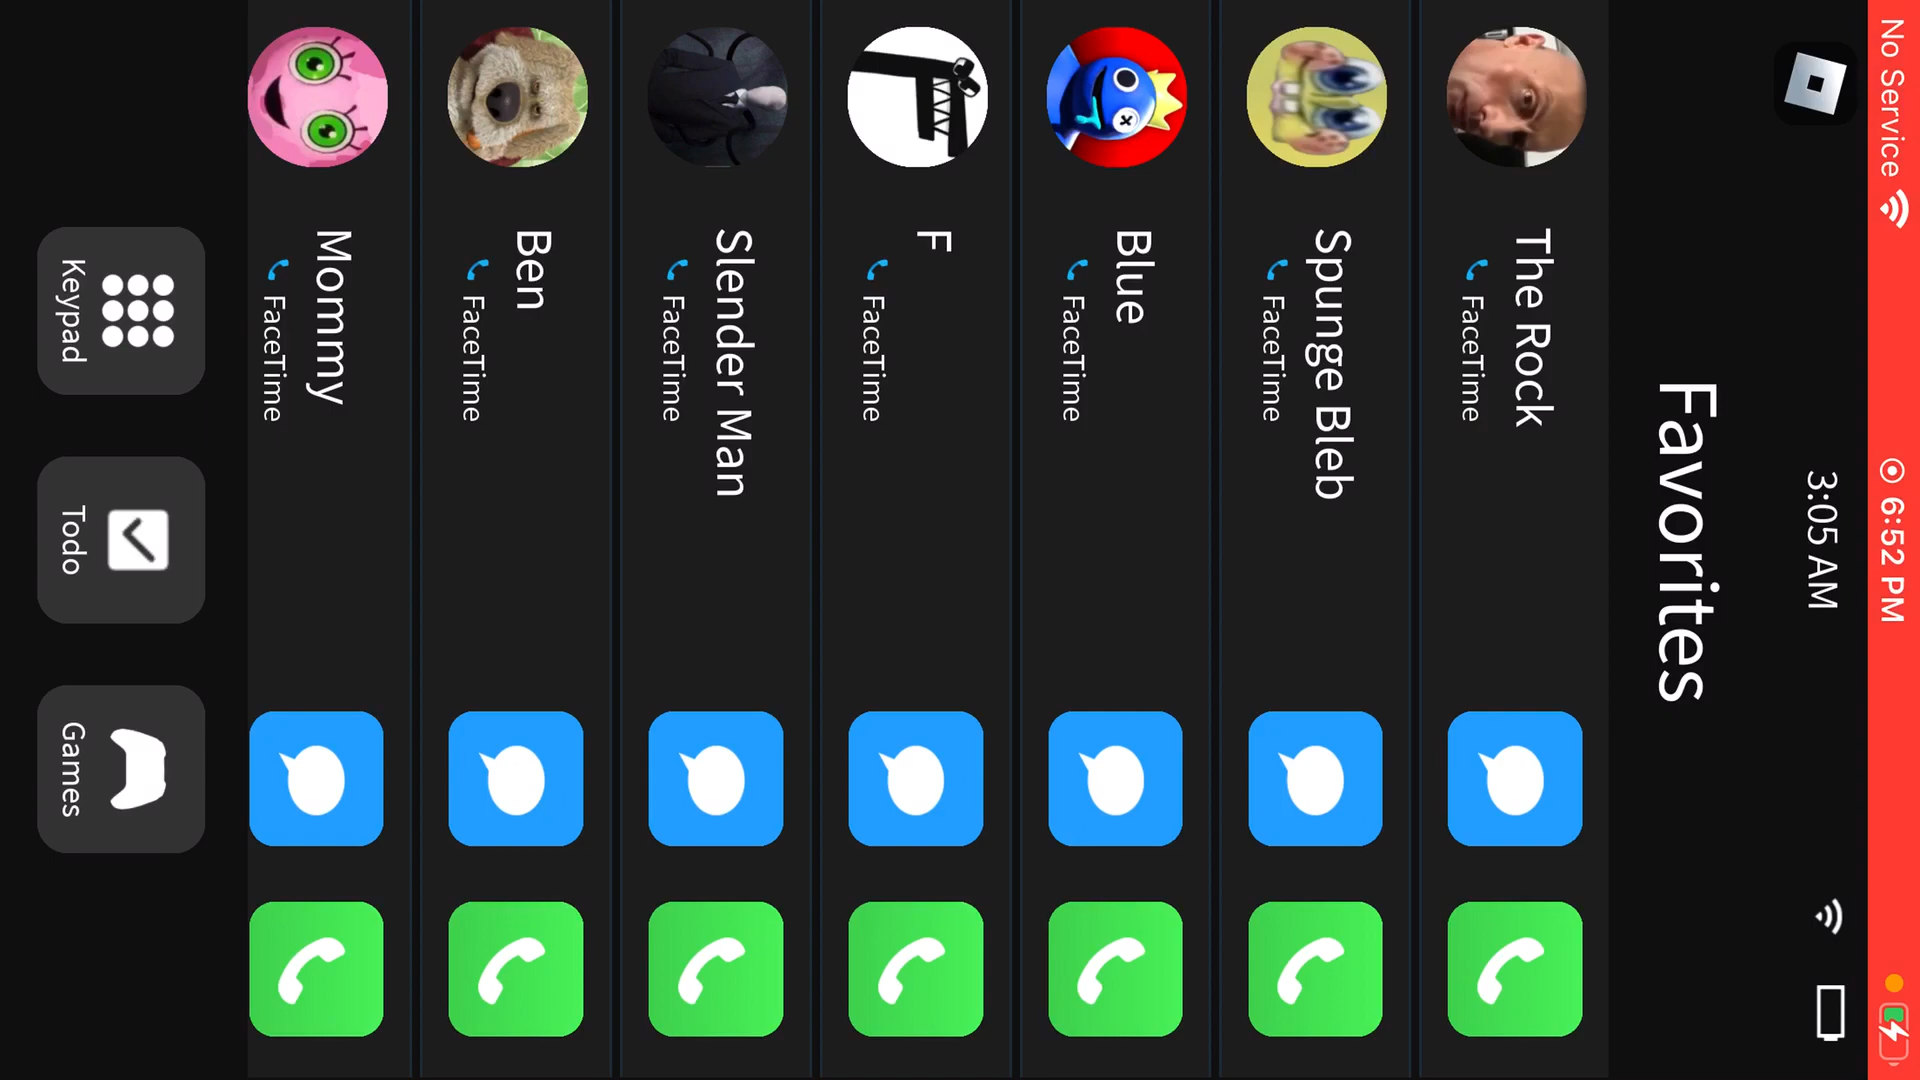 No Service
6:52 PM
3:05 AM
Favorites
The Rock
FaceTime
Spunge Bleb
FaceTime
Blue
FaceTime
F
FaceTime
Slender Man
FaceTime
Ben
FaceTime
Mommy
FaceTime
Keypad
Todo
Games